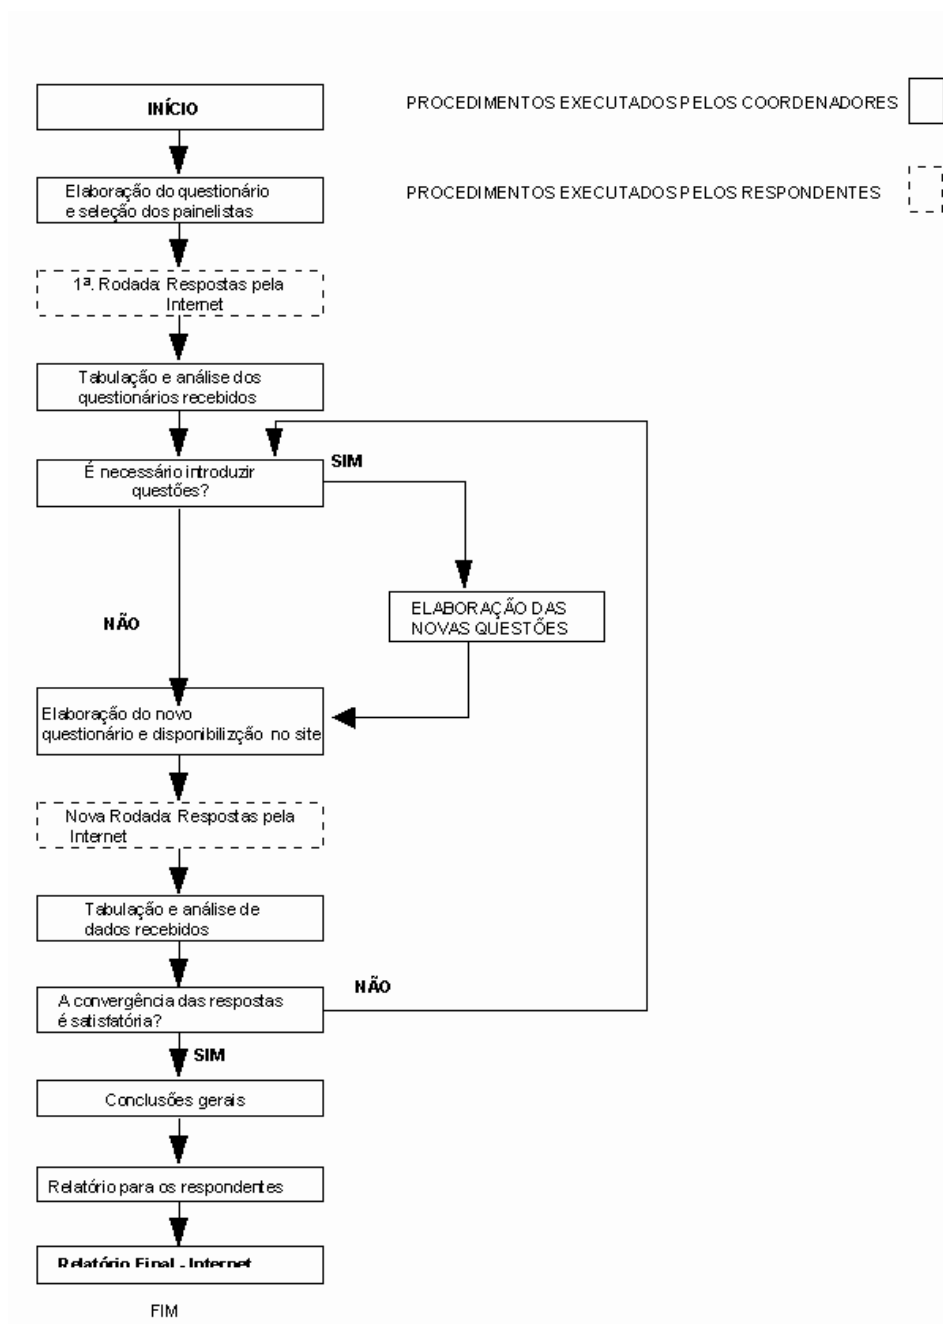 INÍCIO
PROCEDIMENTOS EXECUTADOS PELOS COORDENADORES
Elaboração do questionário
e seleção dos painelistas
PROCEDIMENTOS EXECUTADOS PELOS RESPONDENTES
1ª. Rodada: Respostas pela
Internet
Tabulação e análise dos
questionários recebidos
É necessário introduzir
questões?
SIM
NÃO
ELABORAÇÃO DAS
NOVAS QUESTÕES
Elaboração do novo
questionário e disponibilizção no site
Nova Rodada: Respostas pela
Internet
Tabulação e análise de
dados recebidos
A convergência das respostas
é satisfatória?
NÃO
SIM
Conclusões gerais
Relatório para os respondentes
Relatório Final - Internet
FIM